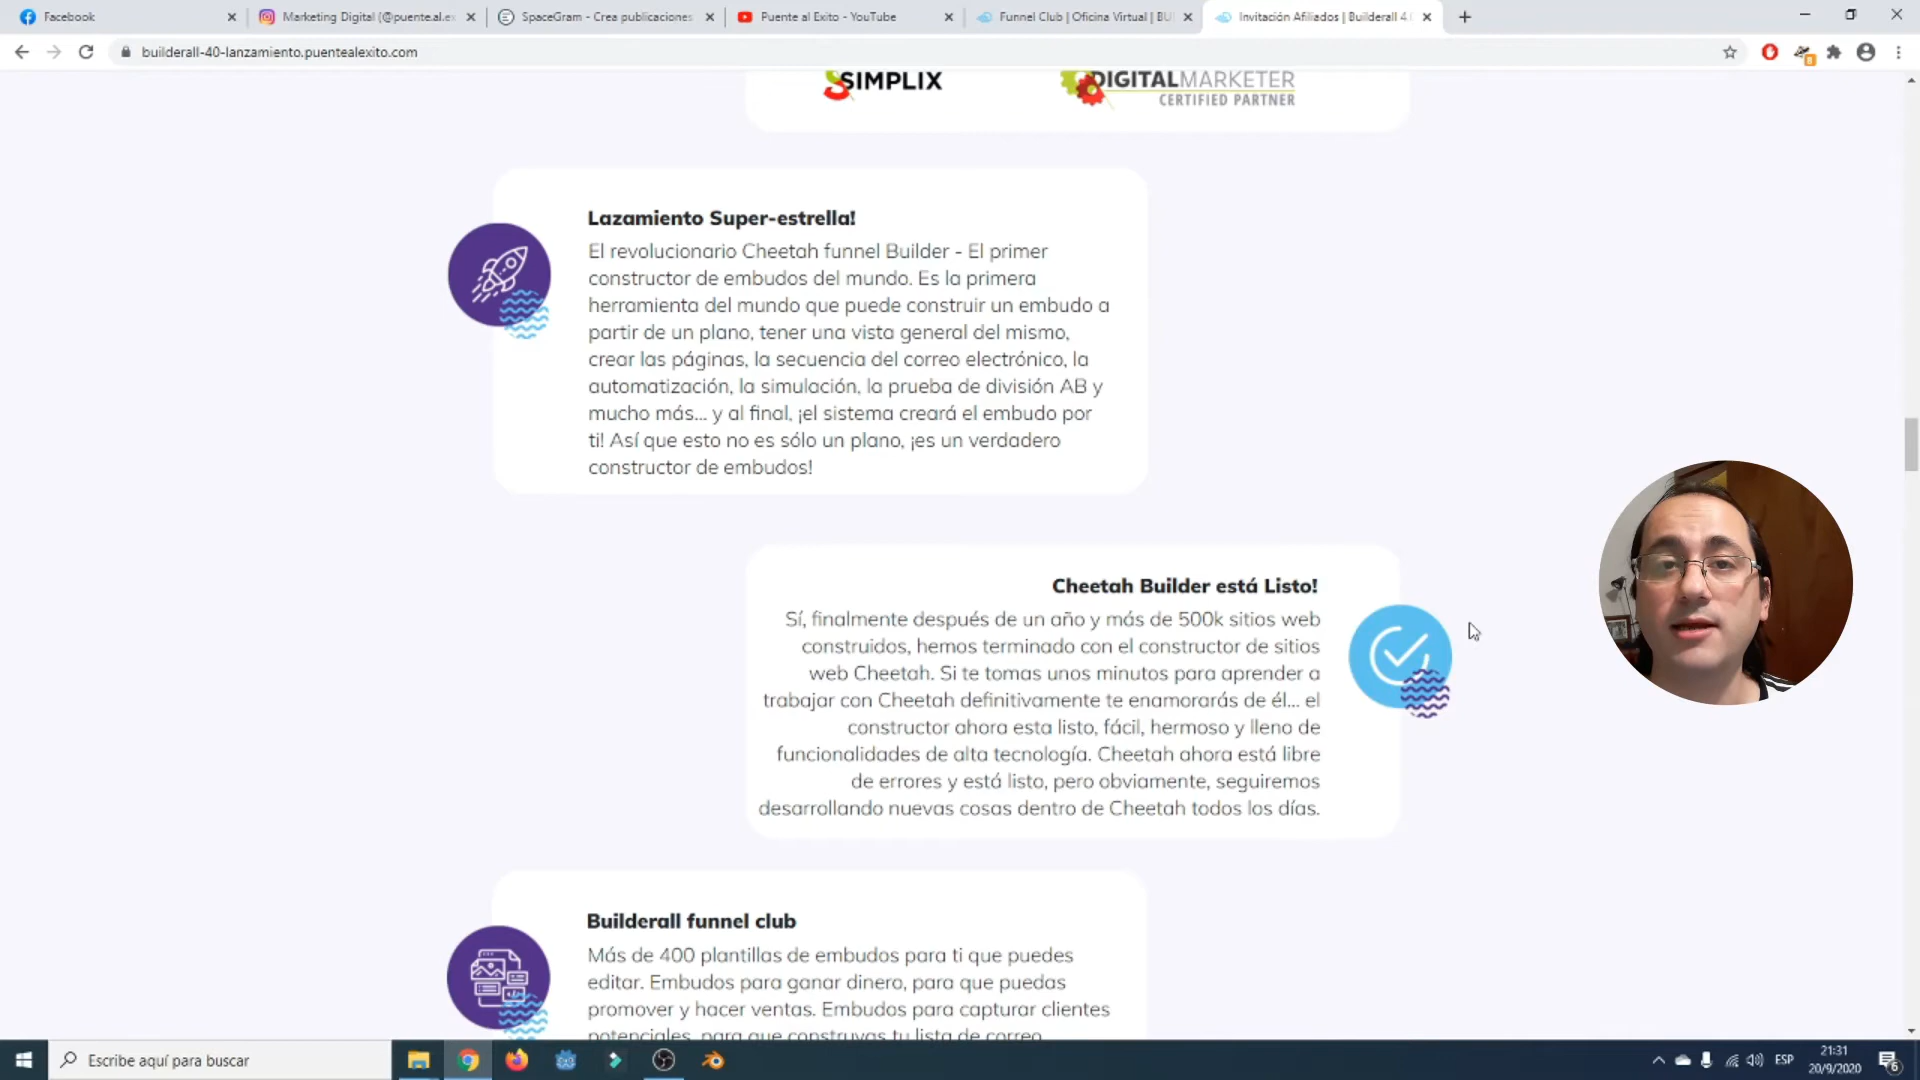 Facebook
Marketing Digital (@puente.al.ex
SpaceGram - Crea publicaciones
Puente al Exito - YouTube
Funnel Club | Oficina Virtual | BU
Invitación Afiliados | Builderall 4.0
builderall-40-lanzamiento.puentealexito.com
SIMPLIX
DIGITALMARKETER
CERTIFIED PARTNER
Lazamiento Super-estrella!
El revolucionario Cheetah funnel Builder - El primer
constructor de embudos del mundo. Es la primera
herramienta del mundo que puede construir un embudo a
partir de un plano, tener una vista general del mismo,
crear las páginas, la secuencia del correo electrónico, la
automatización, la simulación, la prueba de división AB y
mucho más... y al final, ¡el sistema creará el embudo por
ti! Así que esto no es sólo un plano, ¡es un verdadero
constructor de embudos!
Cheetah Builder está Listo!
Sí, finalmente después de un año y más de 500k sitios web
construidos, hemos terminado con el constructor de sitios
web Cheetah. Si te tomas unos minutos para aprender a
trabajar con Cheetah definitivamente te enamorarás de él... el
constructor ahora esta listo, fácil, hermoso y lleno de
funcionalidades de alta tecnología. Cheetah ahora está libre
de errores y está listo, pero obviamente, seguiremos
desarrollando nuevas cosas dentro de Cheetah todos los días.
Builderall funnel club
Más de 400 plantillas de embudos para ti que puedes
editar. Embudos para ganar dinero, para que puedas
promover y hacer ventas. Embudos para capturar clientes
potenciales, para que construyas tu lista de correo
Escribe aquí para buscar
ESP
21:31
20/9/2020
6